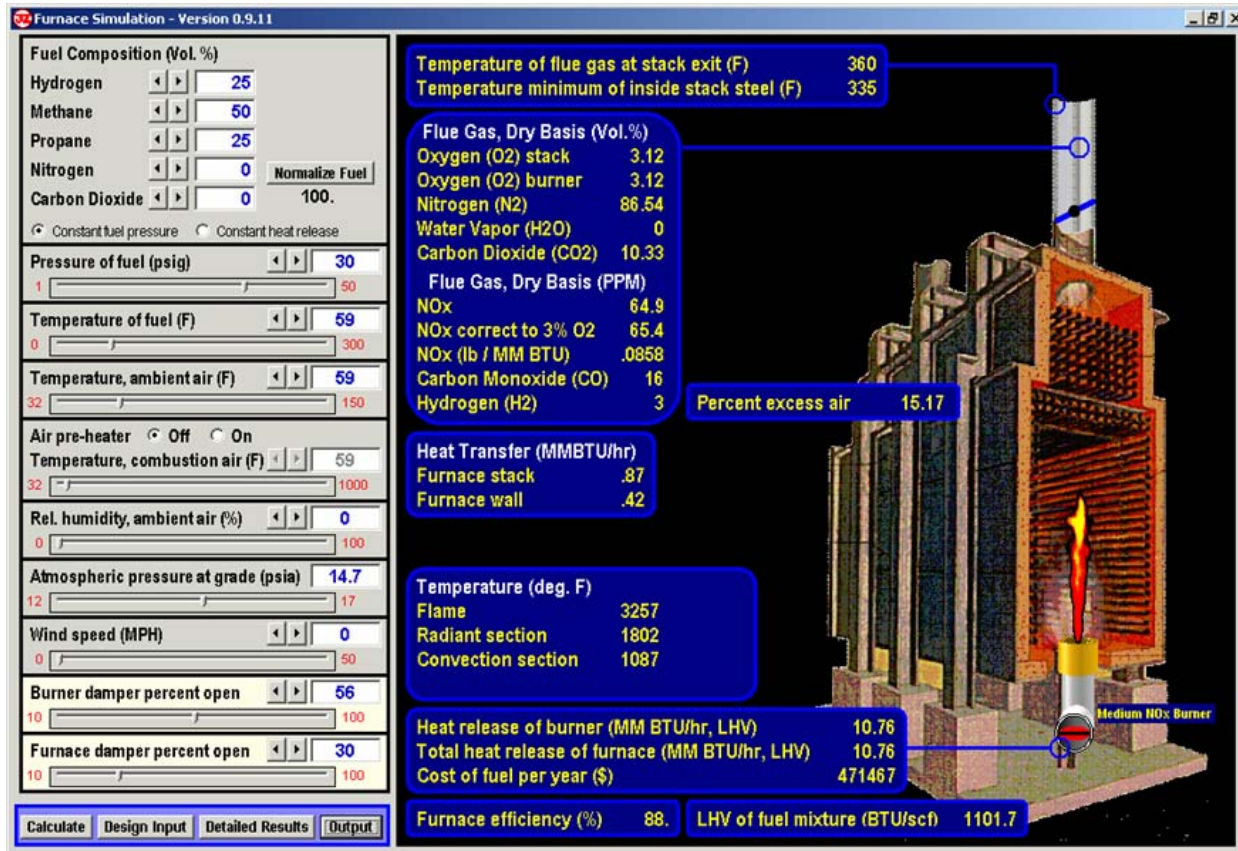 Furnace Simulation - Version 0.9.11
Fuel Composition (Vol. %)
Hydrogen 25
Methane 50
Propane 25
Nitrogen 0 Normalize Fuel
Carbon Dioxide 0 100.
Constant fuel pressure Constant heat release
Pressure of fuel (psig) 30
1 50
Temperature of fuel (F) 59
0 300
Temperature, ambient air (F) 59
32 150
Air pre-heater Off On
Temperature, combustion air (F) 59
32 1000
Rel. humidity, ambient air (%) 0
0 100
Atmospheric pressure at grade (psia) 14.7
12 17
Wind speed (MPH) 0
0 50
Burner damper percent open 56
10 100
Furnace damper percent open 30
10 100
Calculate Design Input Detailed Results Output
Temperature of flue gas at stack exit (F) 360
Temperature minimum of inside stack steel (F) 335
Flue Gas, Dry Basis (Vol.%)
Oxygen (O2) stack 3.12
Oxygen (O2) burner 3.12
Nitrogen (N2) 86.54
Water Vapor (H2O) 0
Carbon Dioxide (CO2) 10.33
Flue Gas, Dry Basis (PPM)
NOx 64.9
NOx correct to 3% O2 65.4
NOx (lb / MM BTU) .0858
Carbon Monoxide (CO) 16
Hydrogen (H2) 3
Percent excess air 15.17
Heat Transfer (MMBTU/hr)
Furnace stack .87
Furnace wall .42
Temperature (deg. F)
Flame 3257
Radiant section 1802
Convection section 1087
Medium NOx Burner
Heat release of burner (MM BTU/hr, LHV) 10.76
Total heat release of furnace (MM BTU/hr, LHV) 10.76
Cost of fuel per year ($) 471467
Furnace efficiency (%) 88.
LHV of fuel mixture (BTU/scf) 1101.7